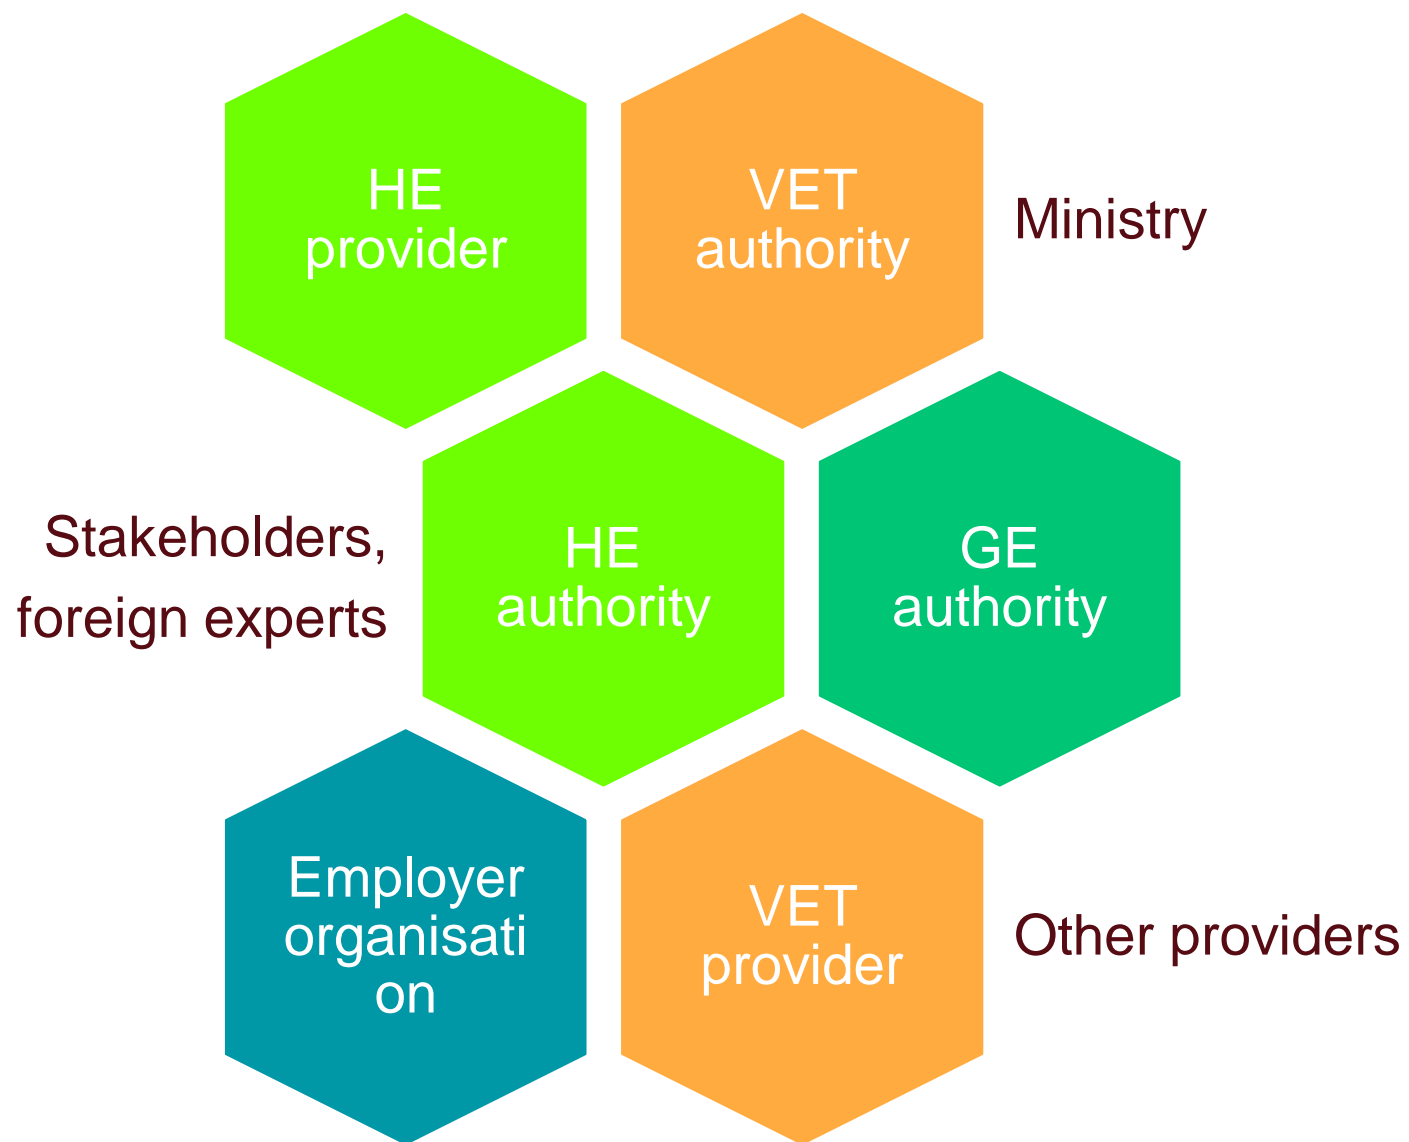 HE
provider
VET
authority
Ministry
Stakeholders,
foreign experts
HE
authority
GE
authority
Employer
organisati
on
VET
provider
Other providers